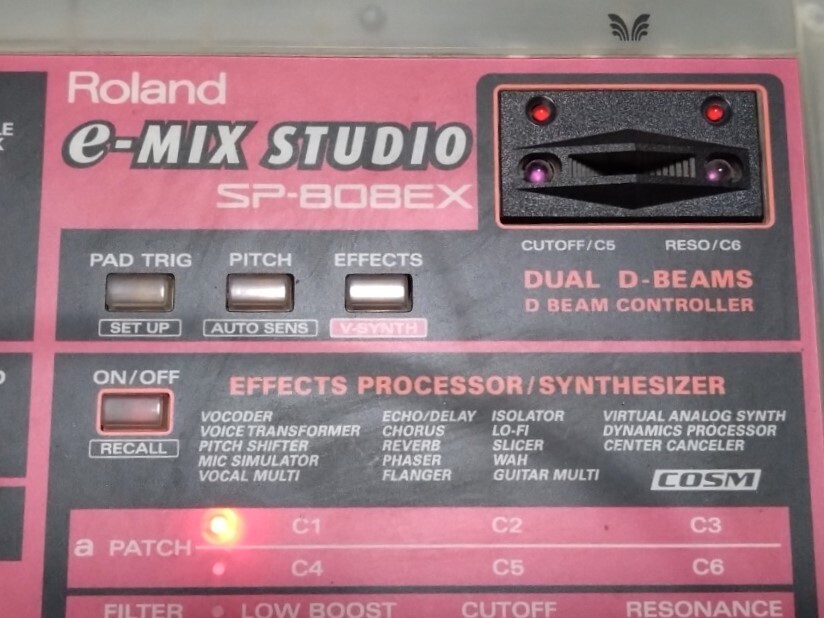 Roland
e-MIX STUDIO
SP-808EX
CUTOFF/C5 RESO/C6
PAD TRIG PITCH EFFECTS
DUAL D-BEAMS
D BEAM CONTROLLER
SET UP AUTO SENS V-SYNTH
ON/OFF
EFFECTS PROCESSOR/SYNTHESIZER
RECALL
VOCODER ECHO/DELAY ISOLATOR VIRTUAL ANALOG SYNTH
VOICE TRANSFORMER CHORUS LO-FI DYNAMICS PROCESSOR
PITCH SHIFTER REVERB SLICER CENTER CANCELER
MIC SIMULATOR PHASER WAH
VOCAL MULTI FLANGER GUITAR MULTI
COSM
C1 C2 C3
a PATCH
C4 C5 C6
FILTER LOW BOOST CUTOFF RESONANCE